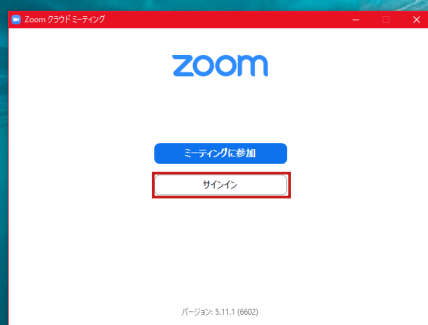 Zoom クラウド ミーティング
zoom
ミーティングに参加
サインイン
バージョン: 5.11.1 (6602)